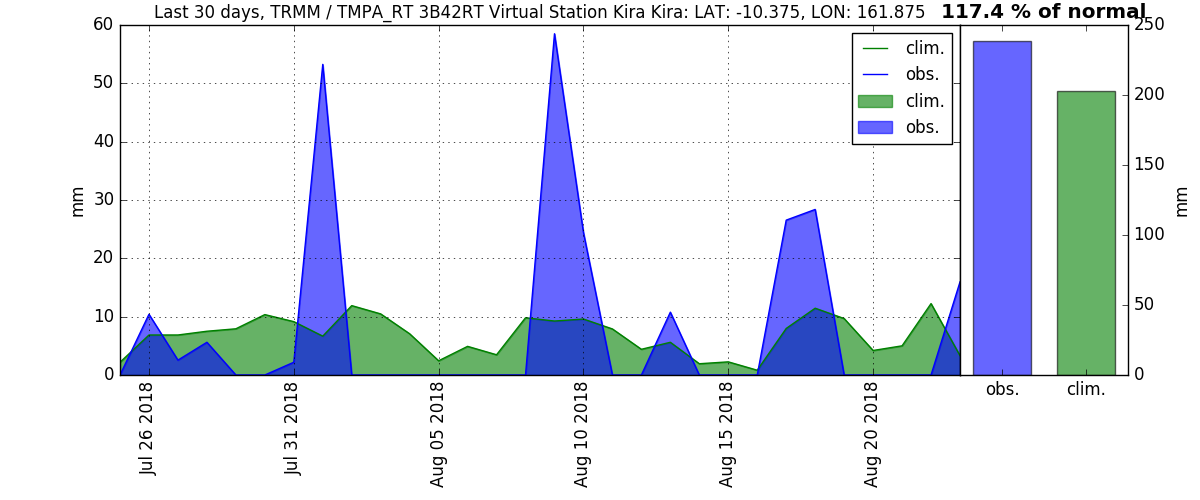 Last 30 days, TRMM / TMPA_RT 3B42RT Virtual Station Kira Kira: LAT: -10.375, LON: 161.875 117.4 % of normal
60
50
40
30
20
10
0
mm
Jul 26 2018
Jul 31 2018
Aug 05 2018
Aug 10 2018
Aug 15 2018
Aug 20 2018
clim.
obs.
clim.
obs.
250
200
150
100
50
0
mm
obs. clim.